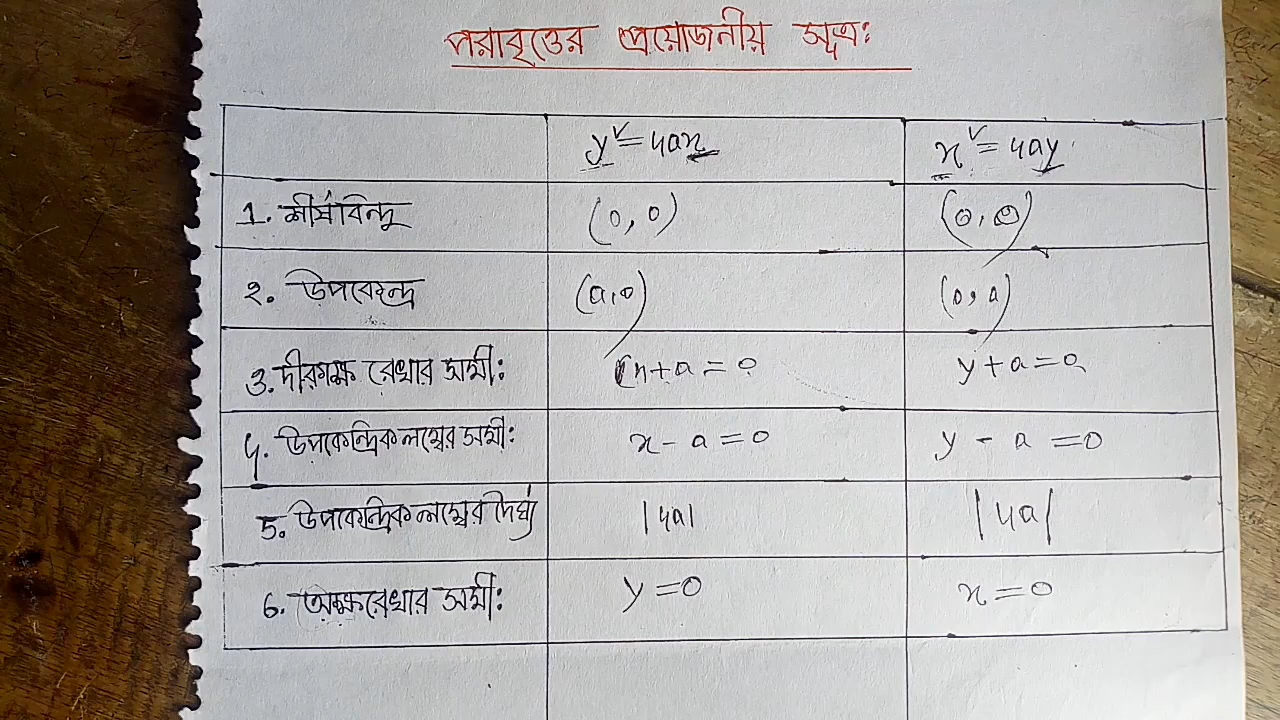 পরাবৃত্তের প্রয়োজনীয় সূত্র:
y² = 4ax x² = 4ay
1. শীর্ষবিন্দু (0, 0) (0, 0)
২. উপকেন্দ্র (a, 0) (0, a)
3. দীরাক্ষ রেখার সমী: x + a = 0 y + a = 0
4. উপকেন্দ্রিক লম্বের সমী: x - a = 0 y - a = 0
5. উপকেন্দ্রিক লম্বের দৈর্ঘ্য |4a| |4a|
6. অক্ষরেখার সমী: y = 0 x = 0